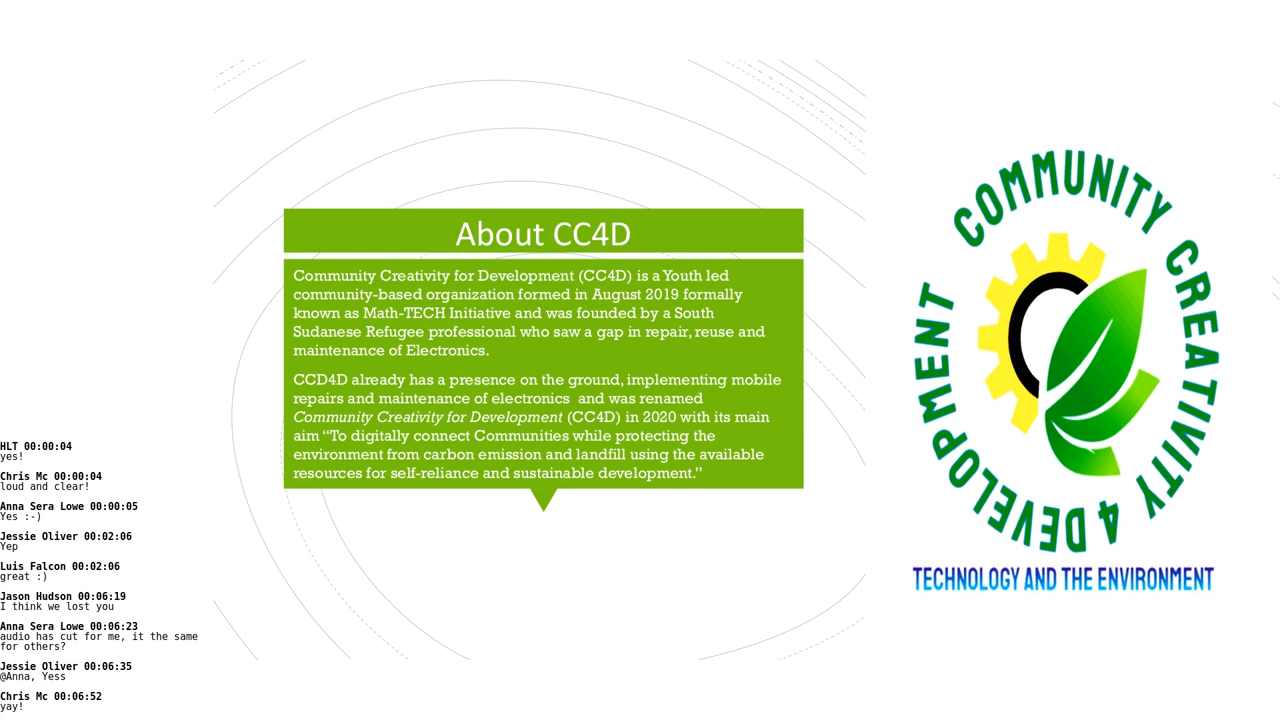 About CC4D
Community Creativity for Development (CC4D) is a Youth led
community-based organization formed in August 2019 formally
known as Math-TECH Initiative and was founded by a South
Sudanese Refugee professional who saw a gap in repair, reuse and
maintenance of Electronics.
CCD4D already has a presence on the ground, implementing mobile
repairs and maintenance of electronics and was renamed
Community Creativity for Development (CC4D) in 2020 with its main
aim “To digitally connect Communities while protecting the
environment from carbon emission and landfill using the available
resources for self-reliance and sustainable development.”
COMMUNITY CREATIVITY 4 DEVELOPMENT
TECHNOLOGY AND THE ENVIRONMENT
HLT 00:00:04
yes!
Chris Mc 00:00:04
loud and clear!
Anna Sera Lowe 00:00:05
Yes :-)
Jessie Oliver 00:02:06
Yep
Luis Falcon 00:02:06
great :)
Jason Hudson 00:06:19
I think we lost you
Anna Sera Lowe 00:06:23
audio has cut for me, it the same
for others?
Jessie Oliver 00:06:35
@Anna, Yess
Chris Mc 00:06:52
yay!